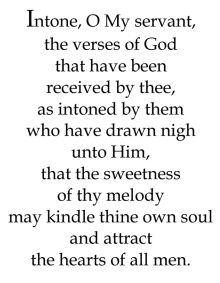 Intone, O My servant,
the verses of God
that have been
received by thee,
as intoned by them
who have drawn nigh
unto Him,
that the sweetness
of thy melody
may kindle thine own soul
and attract
the hearts of all men.